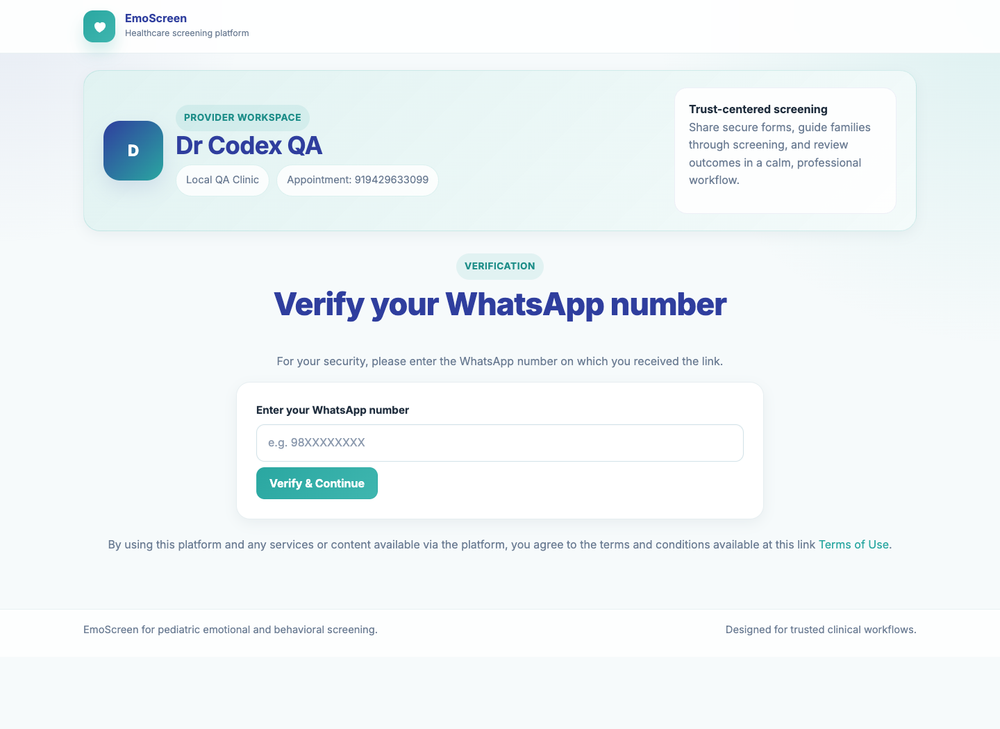 EmoScreen
Healthcare screening platform
PROVIDER WORKSPACE
D
Dr Codex QA
Local QA Clinic
Appointment: 919429633099
Trust-centered screening
Share secure forms, guide families
through screening, and review
outcomes in a calm, professional
workflow.
VERIFICATION
Verify your WhatsApp number
For your security, please enter the WhatsApp number on which you received the link.
Enter your WhatsApp number
e.g. 98XXXXXXXX
Verify & Continue
By using this platform and any services or content available via the platform, you agree to the terms and conditions available at this link Terms of Use.
EmoScreen for pediatric emotional and behavioral screening.
Designed for trusted clinical workflows.